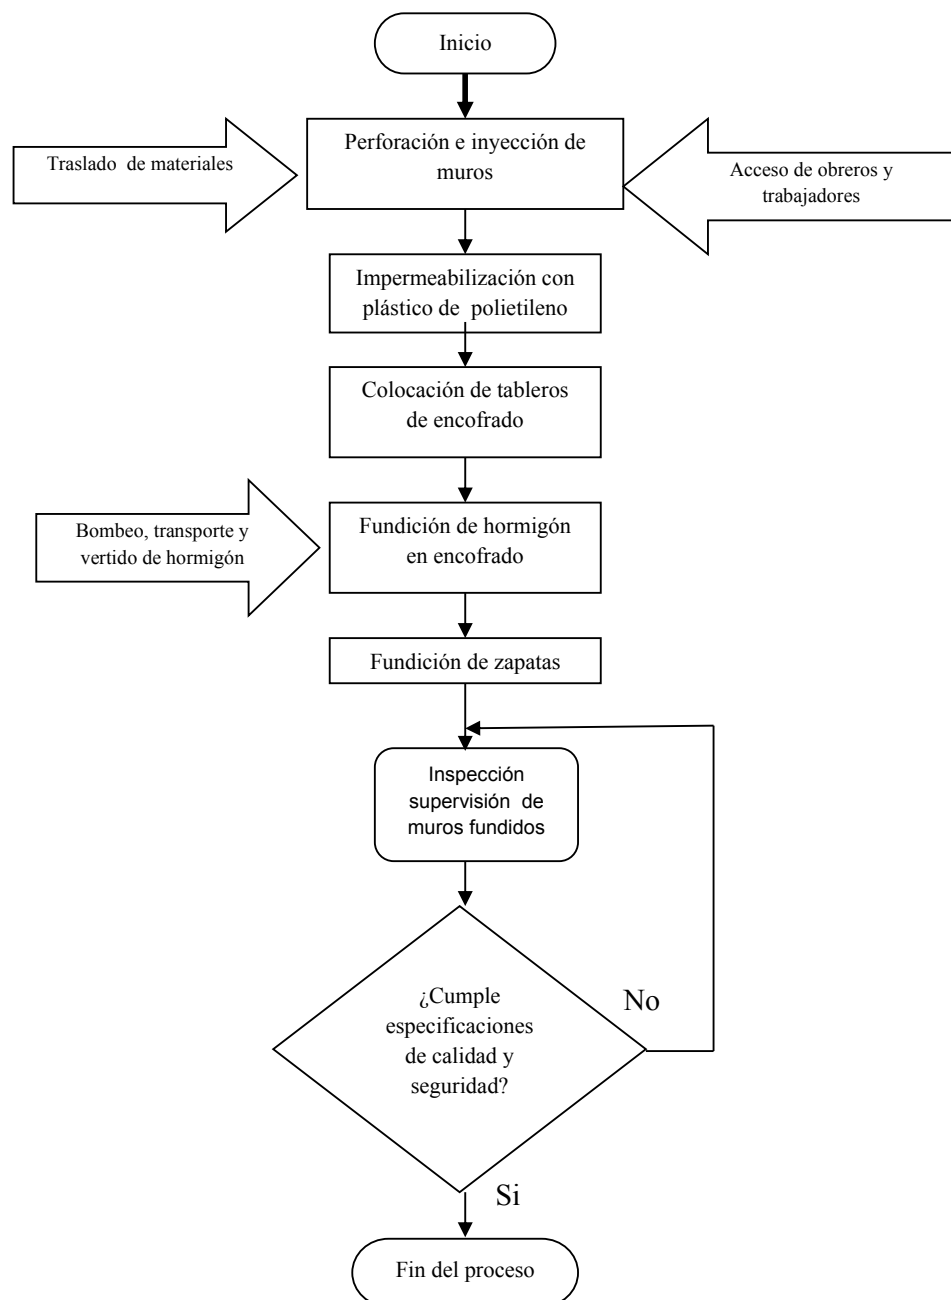 Inicio
Traslado de materiales
Perforación e inyección de
muros
Acceso de obreros y
trabajadores
Impermeabilización con
plástico de polietileno
Colocación de tableros
de encofrado
Bombeo, transporte y
vertido de hormigón
Fundición de hormigón
en encofrado
Fundición de zapatas
Inspección
supervisión de
muros fundidos
¿Cumple
especificaciones
de calidad y
seguridad?
No
Si
Fin del proceso